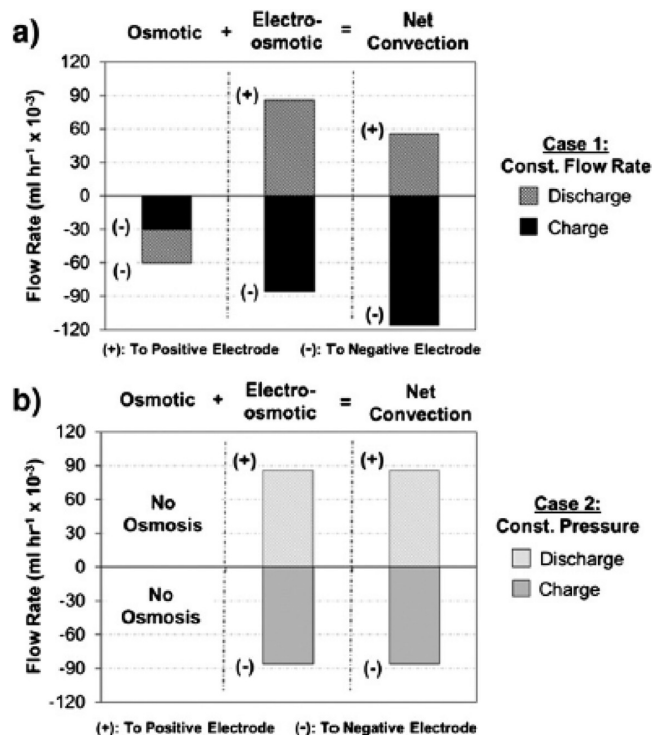 a)
Osmotic + Electro-osmotic = Net Convection
Flow Rate (ml hr⁻¹ x 10⁻³)
120
90
60
30
0
-30
-60
-90
-120
(-)
(-)
(+)
(-)
(+)
(-)
(+): To Positive Electrode (-): To Negative Electrode
Case 1:
Const. Flow Rate
Discharge
Charge
b)
Osmotic + Electro-osmotic = Net Convection
Flow Rate (ml hr⁻¹ x 10⁻³)
120
90
60
30
0
-30
-60
-90
-120
No
Osmosis
No
Osmosis
(+)
(-)
(+)
(-)
(+): To Positive Electrode (-): To Negative Electrode
Case 2:
Const. Pressure
Discharge
Charge